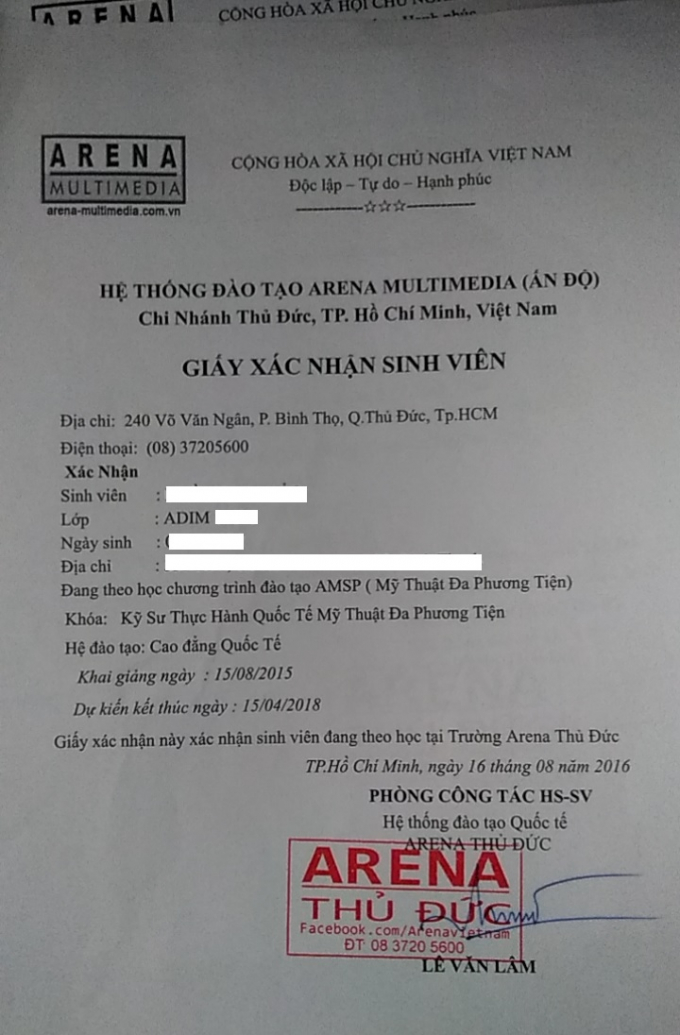 ARENA
CỘNG HÒA XÃ HỘI CHỦ
ARENA
MULTIMEDIA
arena-multimedia.com.vn
CỘNG HÒA XÃ HỘI CHỦ NGHĨA VIỆT NAM
Độc lập – Tự do – Hạnh phúc
HỆ THỐNG ĐÀO TẠO ARENA MULTIMEDIA (ẤN ĐỘ)
Chi Nhánh Thủ Đức, TP. Hồ Chí Minh, Việt Nam
GIẤY XÁC NHẬN SINH VIÊN
Địa chỉ: 240 Võ Văn Ngân, P. Bình Thọ, Q.Thủ Đức, Tp.HCM
Điện thoại: (08) 37205600
Xác Nhận
Sinh viên :
Lớp : ADIM
Ngày sinh :
Địa chỉ :
Đang theo học chương trình đào tạo AMSP ( Mỹ Thuật Đa Phương Tiện)
Khóa: Kỹ Sư Thực Hành Quốc Tế Mỹ Thuật Đa Phương Tiện
Hệ đào tạo: Cao đẳng Quốc Tế
Khai giảng ngày : 15/08/2015
Dự kiến kết thúc ngày : 15/04/2018
Giấy xác nhận này xác nhận sinh viên đang theo học tại Trường Arena Thủ Đức
TP.Hồ Chí Minh, ngày 16 tháng 08 năm 2016
PHÒNG CÔNG TÁC HS-SV
Hệ thống đào tạo Quốc tế
ARENA THỦ ĐỨC
ARENA
THỦ ĐỨC
Facebook.com/ArenaVietnam
ĐT 08 3720 5600
LÊ VĂN LÂM